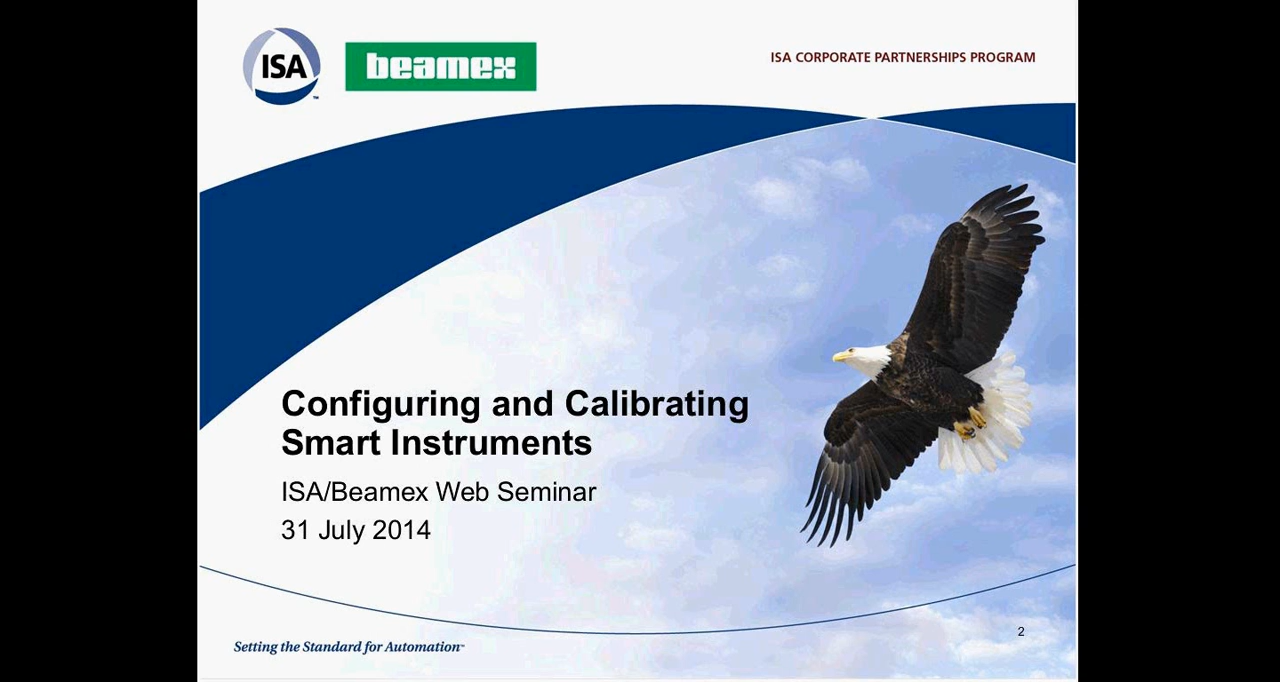 ISA
beamex
ISA CORPORATE PARTNERSHIPS PROGRAM
Configuring and Calibrating
Smart Instruments
ISA/Beamex Web Seminar
31 July 2014
2
Setting the Standard for Automation™